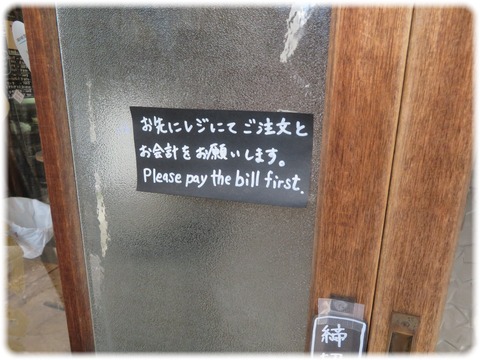 お先にレジにてご注文と
お会計をお願いします。
Please pay the bill first.
締